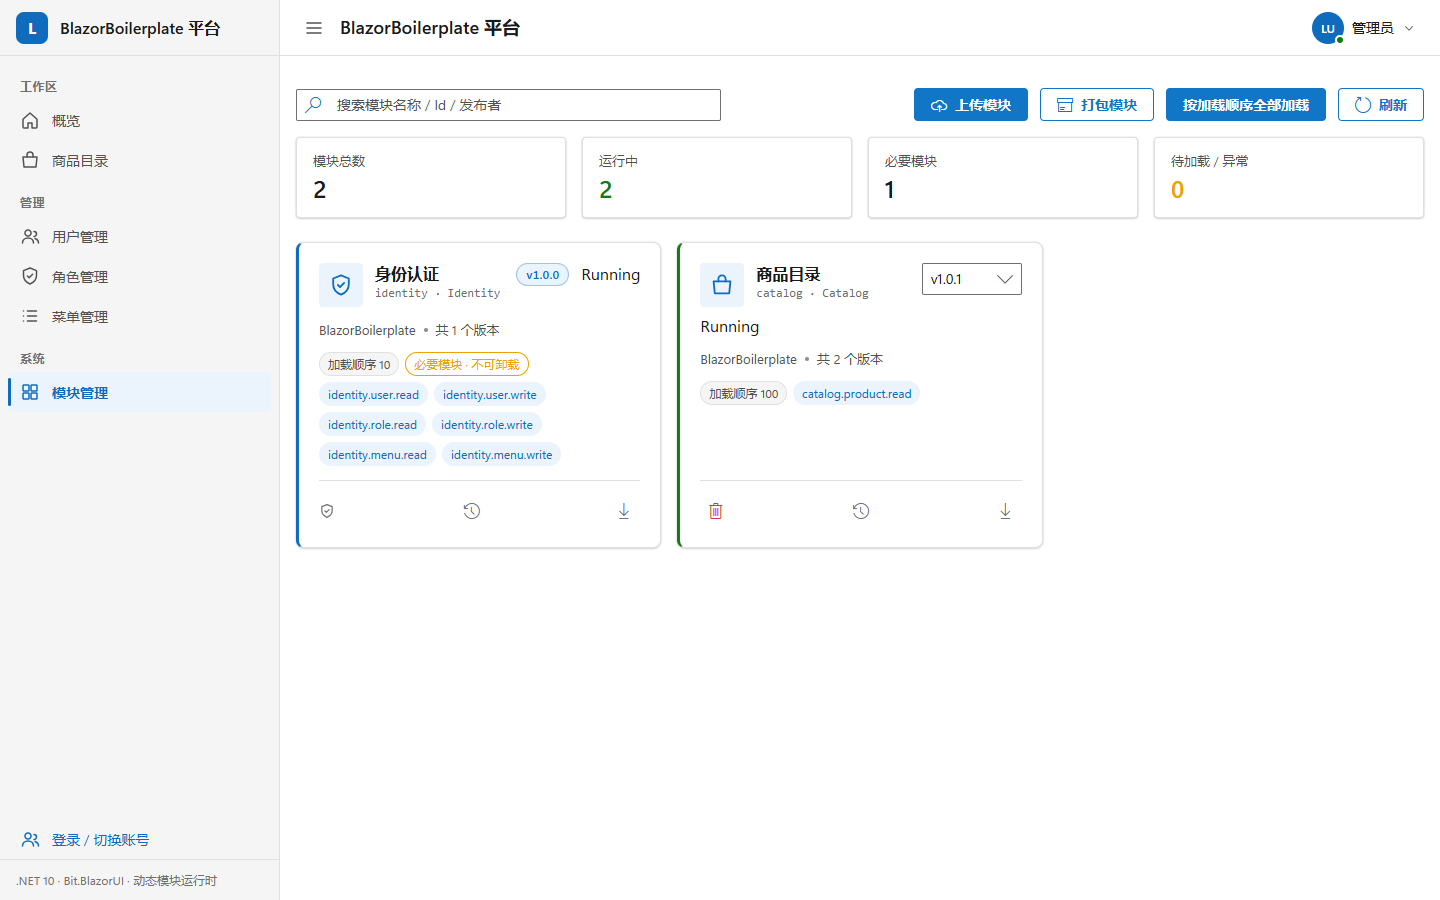 L BlazorBoilerplate 平台
工作区
概览
商品目录
管理
用户管理
角色管理
菜单管理
系统
模块管理
登录 / 切换账号
.NET 10 · Bit.BlazorUI · 动态模块运行时
BlazorBoilerplate 平台
LU 管理员
搜索模块名称 / Id / 发布者
上传模块 打包模块 按加载顺序全部加载 刷新
模块总数
2
运行中
2
必要模块
1
待加载 / 异常
0
身份认证 v1.0.0 Running
identity · Identity
BlazorBoilerplate • 共 1 个版本
加载顺序 10 必要模块 · 不可卸载
identity.user.read identity.user.write
identity.role.read identity.role.write
identity.menu.read identity.menu.write
商品目录 v1.0.1
catalog · Catalog
Running
BlazorBoilerplate • 共 2 个版本
加载顺序 100 catalog.product.read